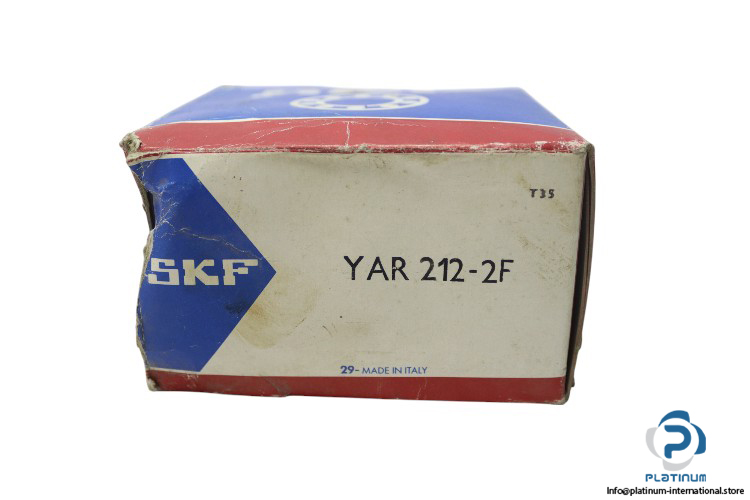 T35
SKF
YAR 212-2F
29- MADE IN ITALY
PLATINUM
Info@platinum-international.store